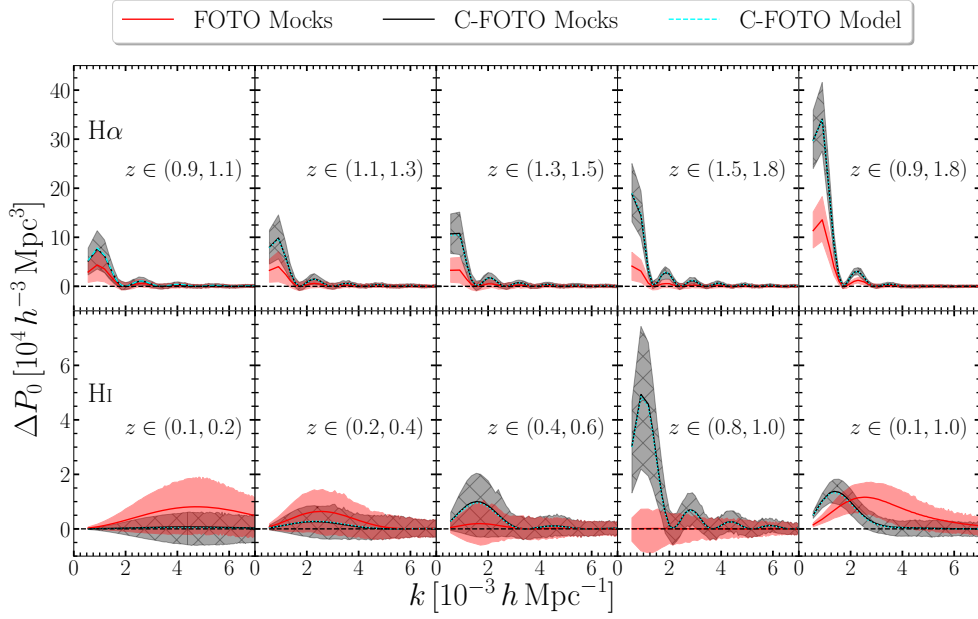 FOTO Mocks C-FOTO Mocks C-FOTO Model
Hα
z ∈ (0.9, 1.1) z ∈ (1.1, 1.3) z ∈ (1.3, 1.5) z ∈ (1.5, 1.8) z ∈ (0.9, 1.8)
40
30
20
10
0
HI
z ∈ (0.1, 0.2) z ∈ (0.2, 0.4) z ∈ (0.4, 0.6) z ∈ (0.8, 1.0) z ∈ (0.1, 1.0)
6
4
2
0
0 2 4 6 0 2 4 6 0 2 4 6 0 2 4 6 0 2 4 6
ΔP₀ [10⁴ h⁻³ Mpc³]
k [10⁻³ h Mpc⁻¹]